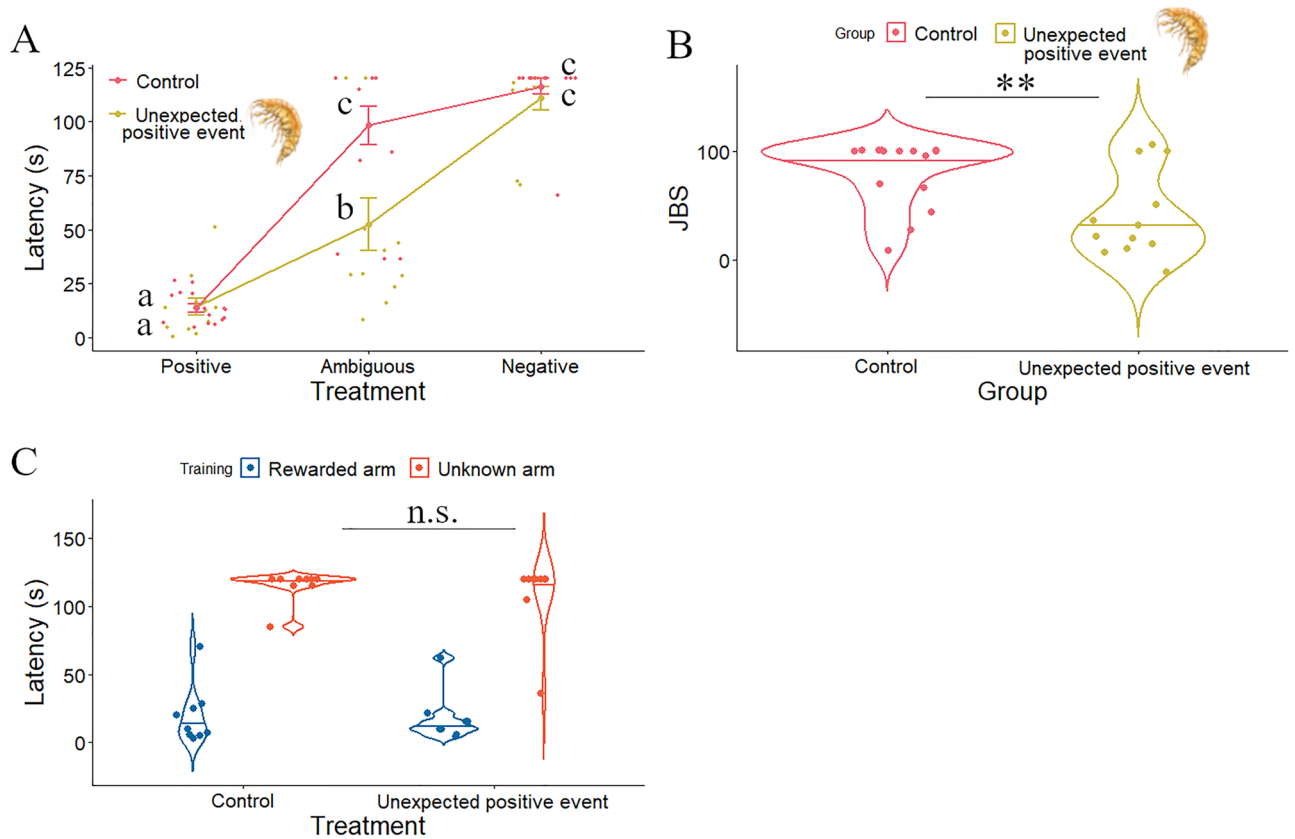 A
Control
Unexpected
positive event
125
100
75
50
25
0
Latency (s)
a
a
c
b
c
c
Positive
Ambiguous
Negative
Treatment
B
Group
Control
Unexpected
positive event
**
100
0
JBS
Control
Unexpected positive event
Group
C
Training
Rewarded arm
Unknown arm
n.s.
150
100
50
0
Latency (s)
Control
Unexpected positive event
Treatment